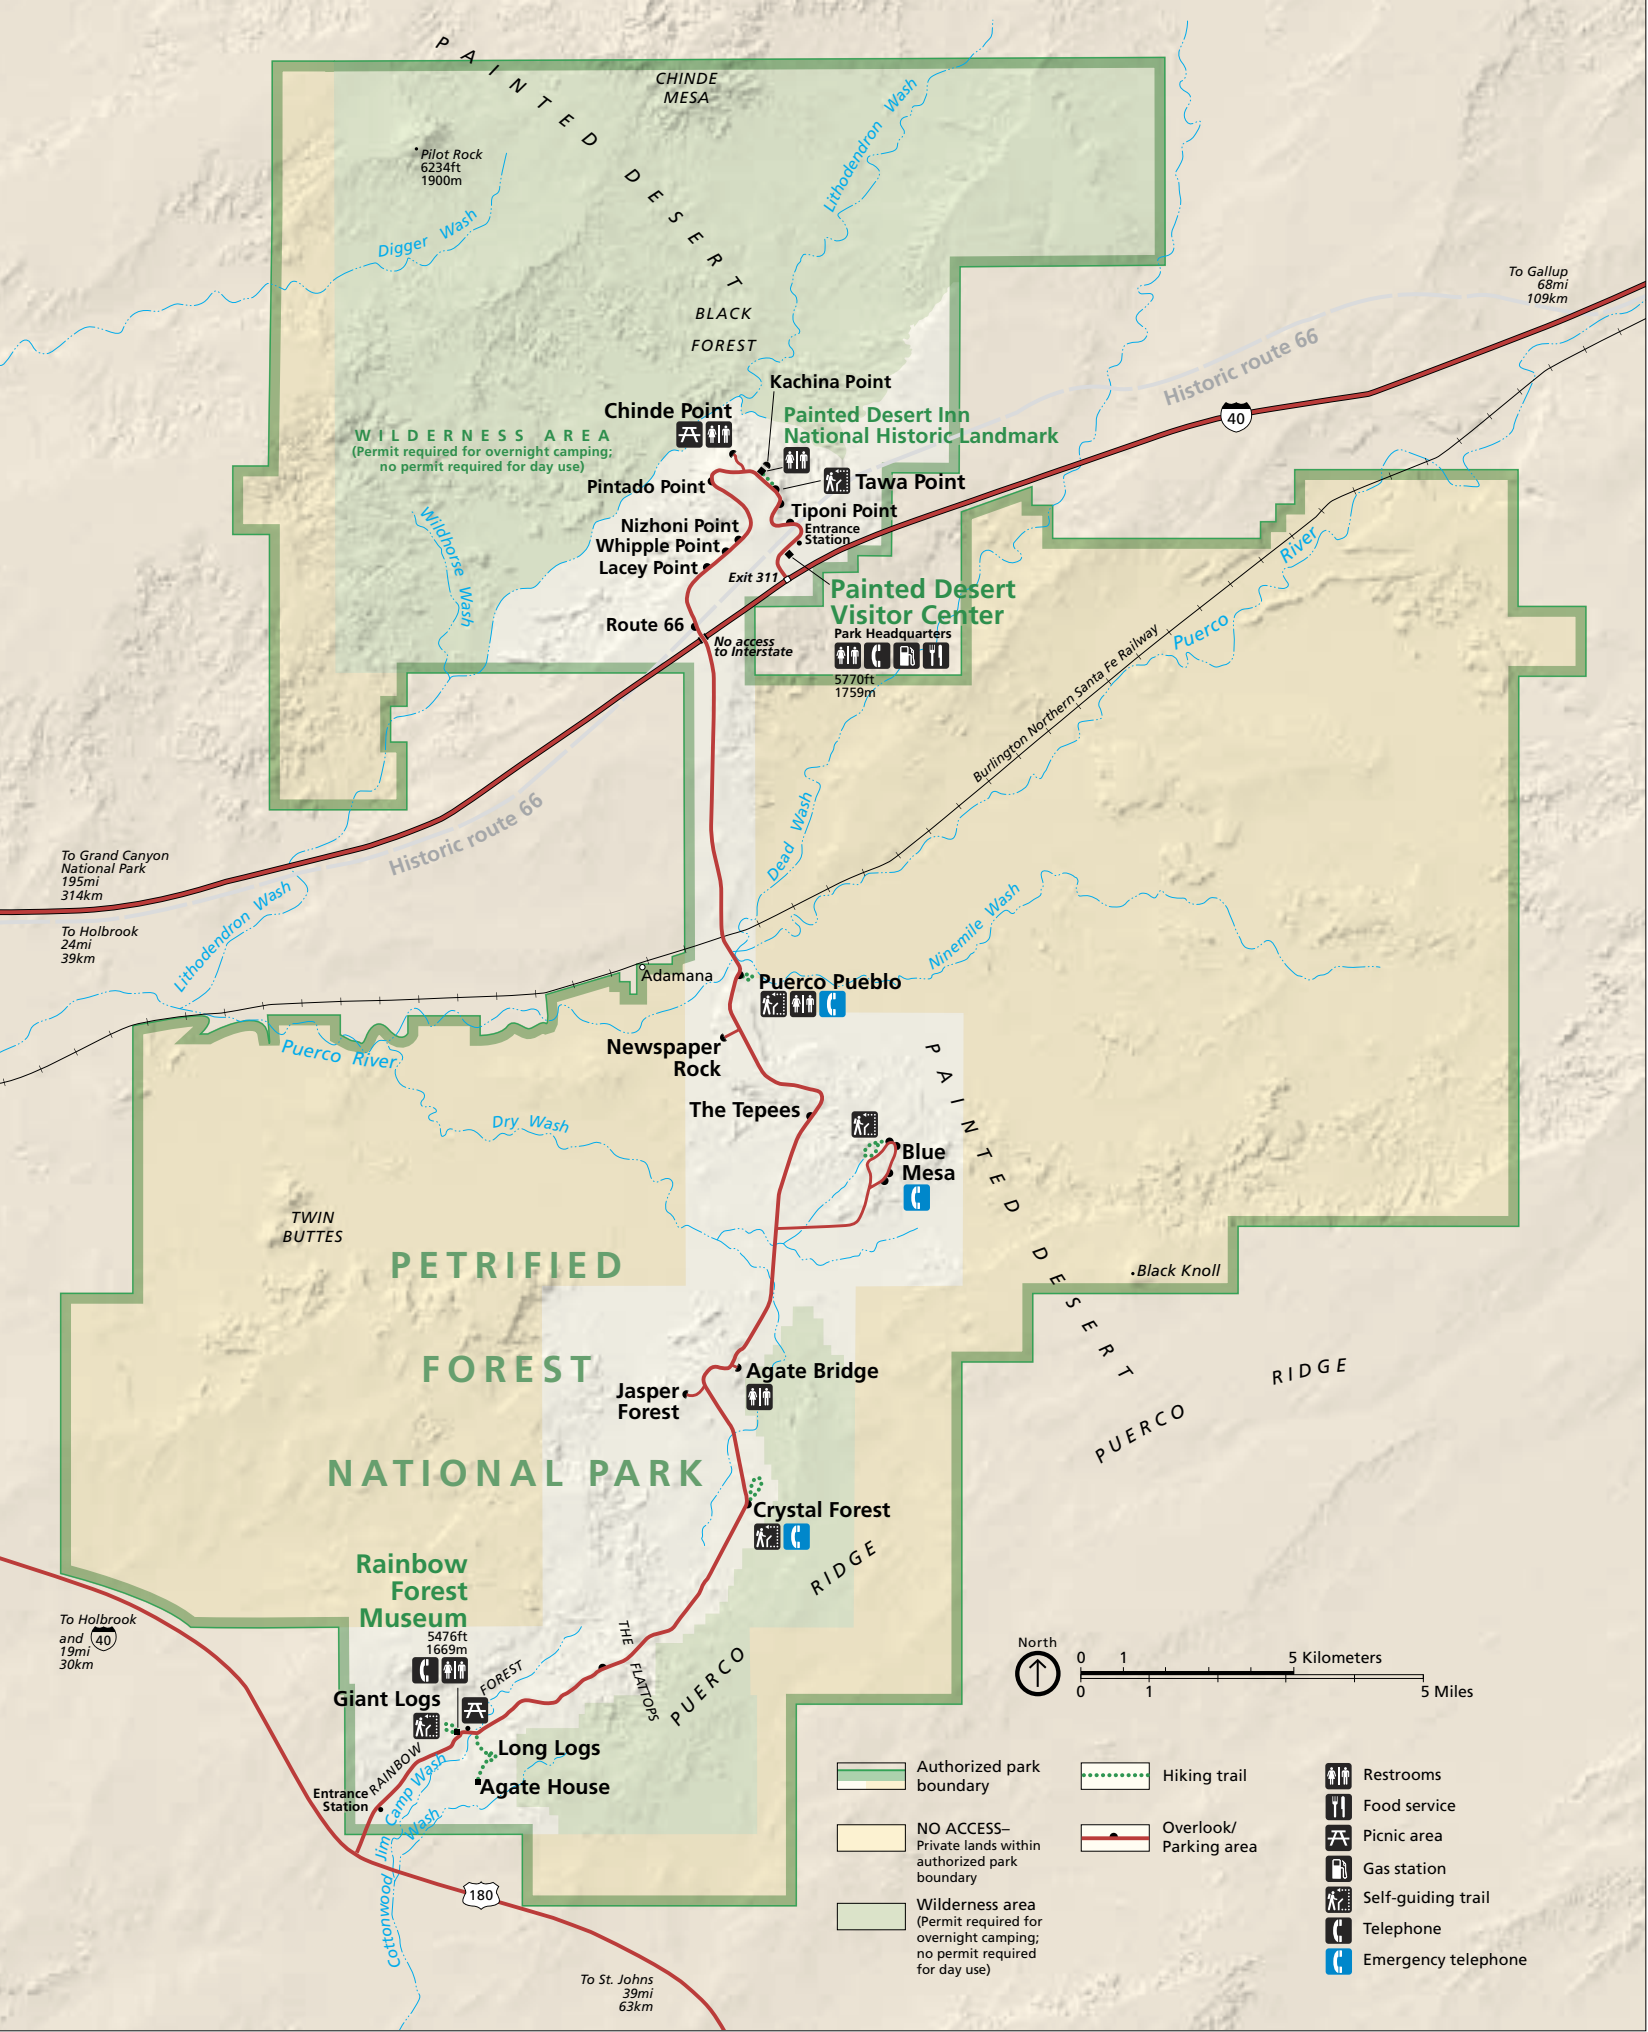 PAINTED DESERT
CHINDE
MESA
Pilot Rock
6234ft
1900m
Digger Wash
Lithodendron Wash
BLACK
FOREST
To Gallup
68mi
109km
Historic route 66
40
Kachina Point
Chinde Point
Painted Desert Inn
National Historic Landmark
WILDERNESS AREA
(Permit required for overnight camping;
no permit required for day use)
Tawa Point
Pintado Point
Tiponi Point
Nizhoni Point
Entrance
Station
Whipple Point
Lacey Point
Exit 311
Wildhorse Wash
Painted Desert
Visitor Center
Park Headquarters
5770ft
1759m
Route 66
No access
to Interstate
River
Puerco
Burlington Northern Santa Fe Railway
Historic route 66
To Grand Canyon
National Park
195mi
314km
To Holbrook
24mi
39km
Lithodendron Wash
Dead Wash
Ninemile Wash
Adamana
Puerco Pueblo
Puerco River
Newspaper
Rock
The Tepees
Dry Wash
Blue
Mesa
PAINTED DESERT
TWIN
BUTTES
Black Knoll
PETRIFIED
FOREST
NATIONAL PARK
Agate Bridge
Jasper
Forest
PUERCO RIDGE
Crystal Forest
PUERCO RIDGE
Rainbow
Forest
Museum
5476ft
1669m
To Holbrook
and 40
19mi
30km
THE FLATTOPS
Giant Logs
RAINBOW FOREST
Long Logs
Agate House
Entrance
Station
Jim Camp Wash
Cottonwood Wash
180
To St. Johns
39mi
63km
North
0 1 5 Kilometers
0 1 5 Miles
Authorized park
boundary
NO ACCESS–
Private lands within
authorized park
boundary
Wilderness area
(Permit required for
overnight camping;
no permit required
for day use)
Hiking trail
Overlook/
Parking area
Restrooms
Food service
Picnic area
Gas station
Self-guiding trail
Telephone
Emergency telephone